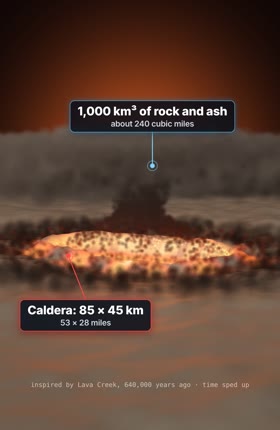 1,000 km³ of rock and ash
about 240 cubic miles
Caldera: 85 × 45 km
53 × 28 miles
inspired by Lava Creek, 640,000 years ago · time sped up